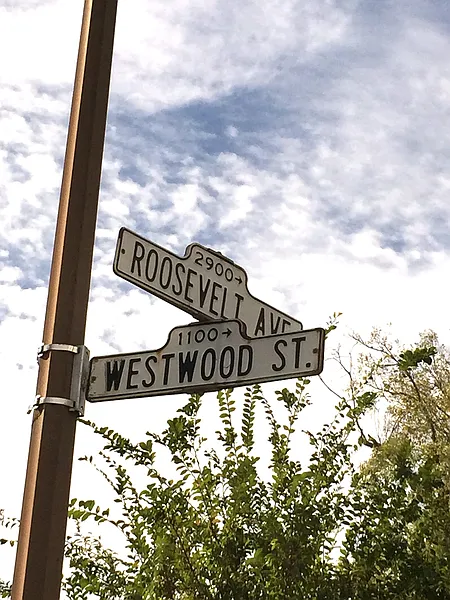 2900→
ROOSEVELT AVE
1100→
WESTWOOD ST.